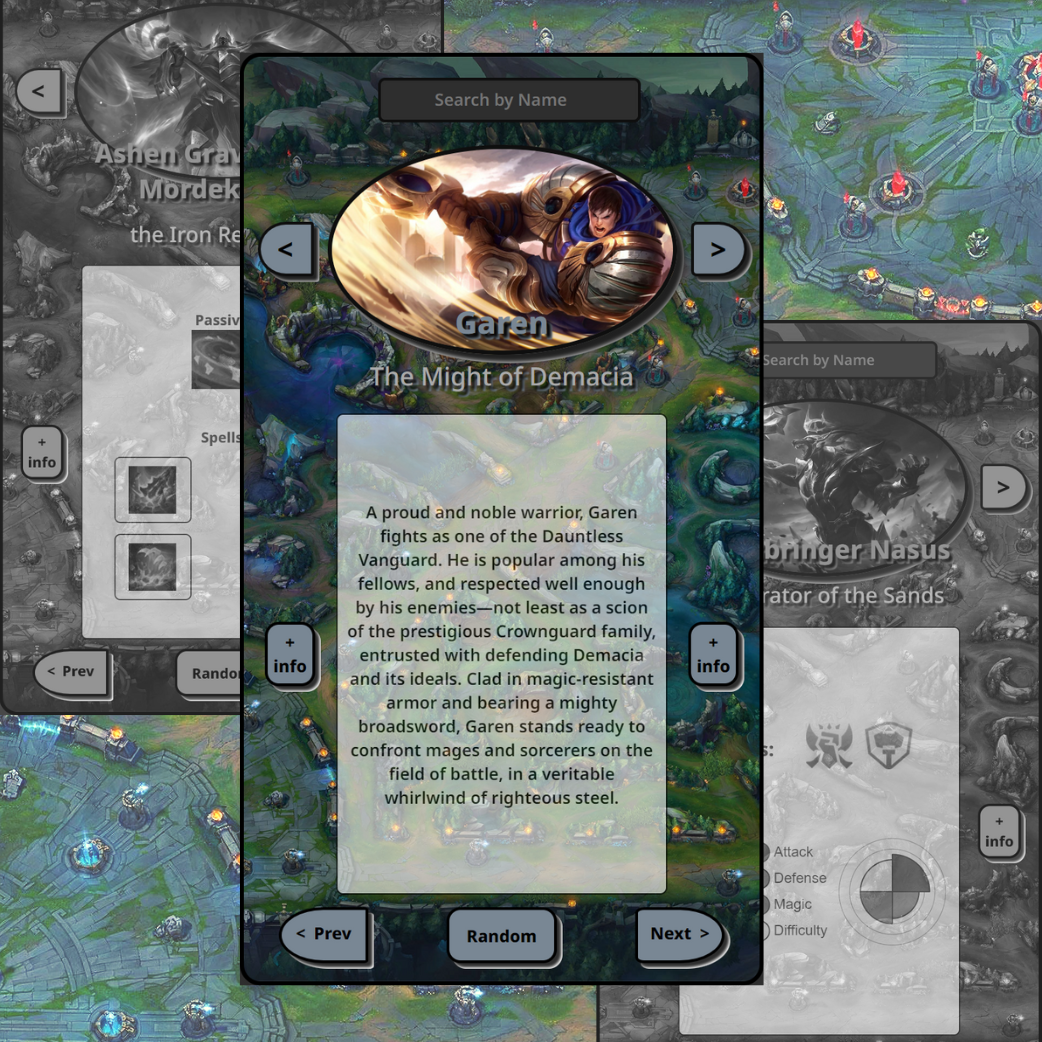 Search by Name
<
>
Garen
The Might of Demacia
A proud and noble warrior, Garen
fights as one of the Dauntless
Vanguard. He is popular among his
fellows, and respected well enough
by his enemies—not least as a scion
of the prestigious Crownguard family,
entrusted with defending Demacia
and its ideals. Clad in magic-resistant
armor and bearing a mighty
broadsword, Garen stands ready to
confront mages and sorcerers on the
field of battle, in a veritable
whirlwind of righteous steel.
+
info
+
info
< Prev
Random
Next >
<
Ashen Grav
Mordek
the Iron Re
Passiv
Spells
+
info
< Prev
Rando
Search by Name
>
bringer Nasus
rator of the Sands
s:
+
info
Attack
Defense
Magic
Difficulty